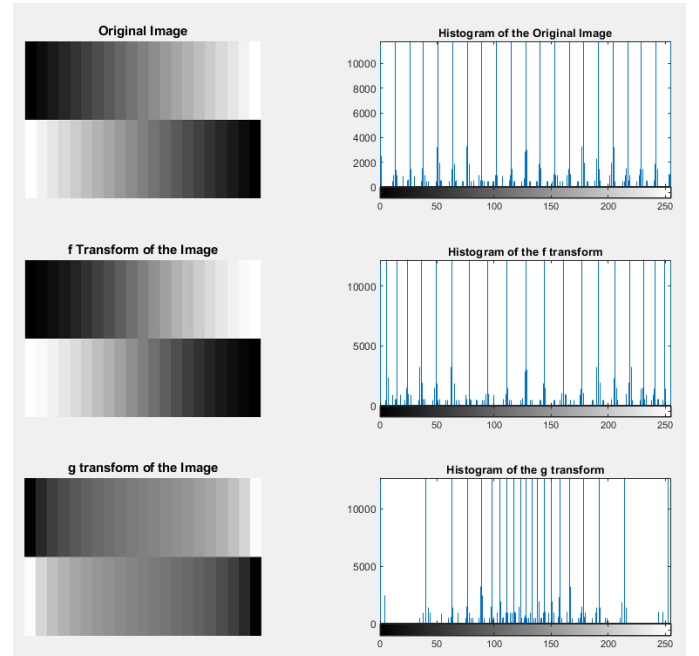 Original Image
Histogram of the Original Image
10000
8000
6000
4000
2000
0
0 50 100 150 200 250
f Transform of the Image
Histogram of the f transform
10000
5000
0
0 50 100 150 200 250
g transform of the Image
Histogram of the g transform
10000
5000
0
0 50 100 150 200 250